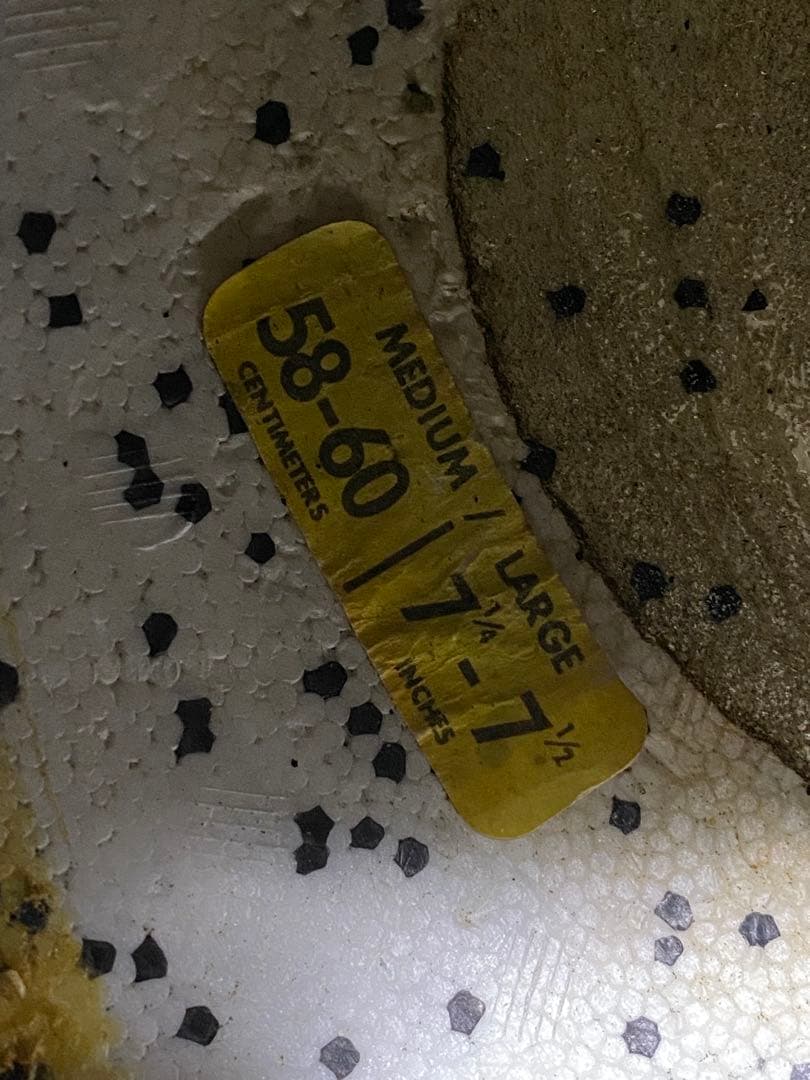 MEDIUM / LARGE
58-60 | 7 1/4 - 7 1/2
CENTIMETERS INCHES